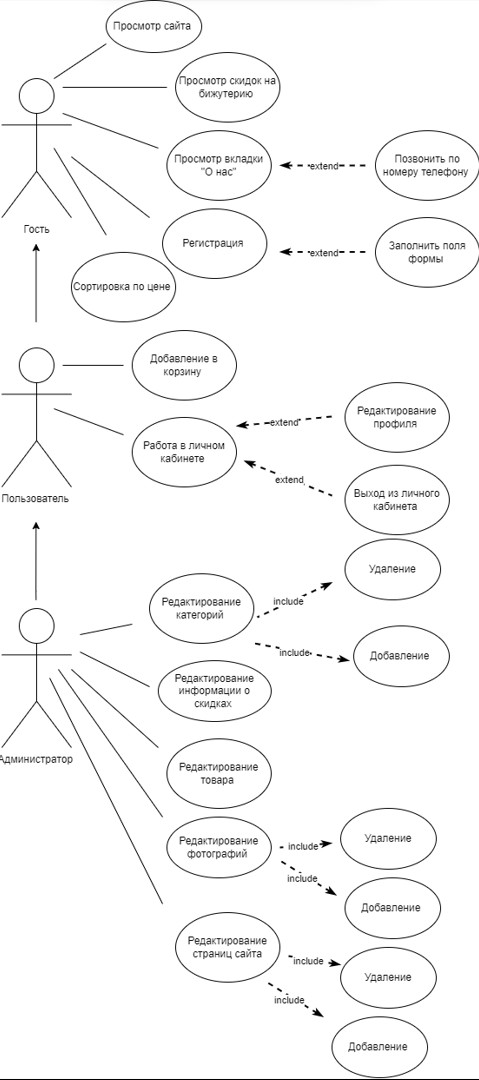 Просмотр сайта
Просмотр скидок на
бижутерию
Просмотр вкладки
"О нас"
extend
Позвонить по
номеру телефону
Гость
Регистрация
extend
Заполнить поля
формы
Сортировка по цене
Добавление в
корзину
Редактирование
профиля
extend
Работа в личном
кабинете
extend
Выход из личного
кабинета
Пользователь
Удаление
Редактирование
категорий
include
include
Добавление
Редактирование
информации о
скидках
Администратор
Редактирование
товара
Редактирование
фотографий
include
Удаление
include
Добавление
Редактирование
страниц сайта
include
Удаление
include
Добавление